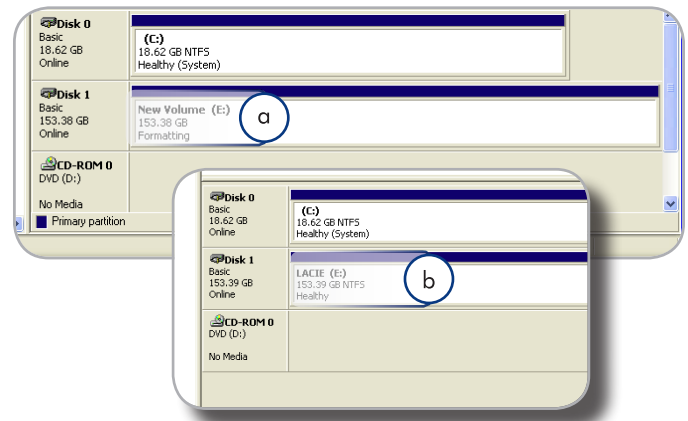 Disk 0
Basic
18.62 GB
Online
(C:)
18.62 GB NTFS
Healthy (System)
Disk 1
Basic
153.38 GB
Online
New Volume (E:)
153.38 GB
Formatting
a
CD-ROM 0
DVD (D:)
No Media
Primary partition
Disk 0
Basic
18.62 GB
Online
(C:)
18.62 GB NTFS
Healthy (System)
Disk 1
Basic
153.39 GB
Online
LACIE (E:)
153.39 GB NTFS
Healthy
b
CD-ROM 0
DVD (D:)
No Media